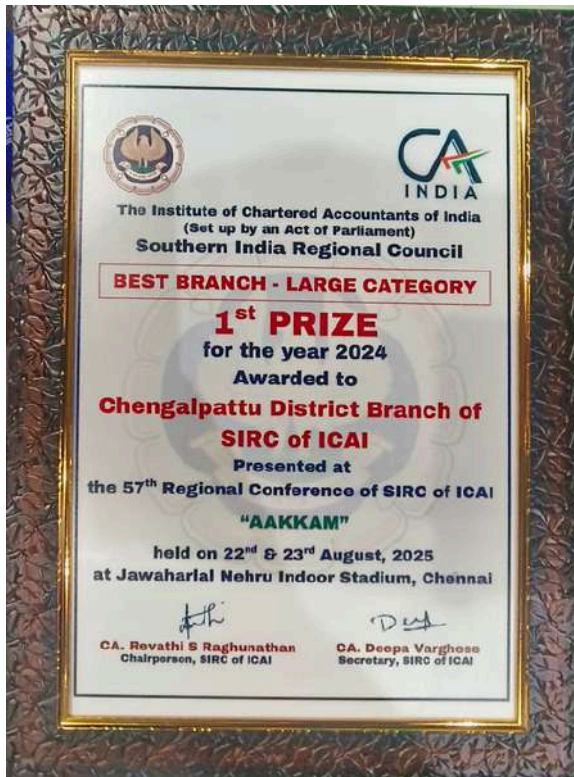 CA
INDIA
The Institute of Chartered Accountants of India
(Set up by an Act of Parliament)
Southern India Regional Council
BEST BRANCH - LARGE CATEGORY
1st PRIZE
for the year 2024
Awarded to
Chengalpattu District Branch of
SIRC of ICAI
Presented at
the 57th Regional Conference of SIRC of ICAI
"AAKKAM"
held on 22nd & 23rd August, 2025
at Jawaharlal Nehru Indoor Stadium, Chennai
CA. Revathi S Raghunathan
Chairperson, SIRC of ICAI
CA. Deepa Varghese
Secretary, SIRC of ICAI